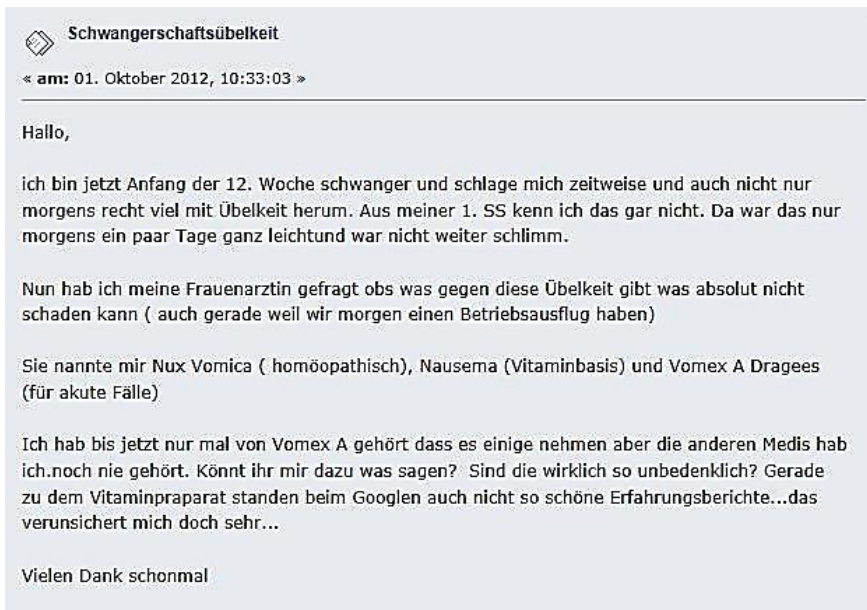 Schwangerschaftsübelkeit
« am: 01. Oktober 2012, 10:33:03 »
Hallo,
ich bin jetzt Anfang der 12. Woche schwanger und schlage mich zeitweise und auch nicht nur
morgens recht viel mit Übelkeit herum. Aus meiner 1. SS kenn ich das gar nicht. Da war das nur
morgens ein paar Tage ganz leichtund war nicht weiter schlimm.
Nun hab ich meine Frauenarztin gefragt obs was gegen diese Übelkeit gibt was absolut nicht
schaden kann ( auch gerade weil wir morgen einen Betriebsausflug haben)
Sie nannte mir Nux Vomica ( homöopathisch), Nausema (Vitaminbasis) und Vomex A Dragees
(für akute Fälle)
Ich hab bis jetzt nur mal von Vomex A gehört dass es einige nehmen aber die anderen Medis hab
ich.noch nie gehört. Könnt ihr mir dazu was sagen?  Sind die wirklich so unbedenklich? Gerade
zu dem Vitaminpraparat standen beim Googlen auch nicht so schöne Erfahrungsberichte...das
verunsichert mich doch sehr...
Vielen Dank schonmal